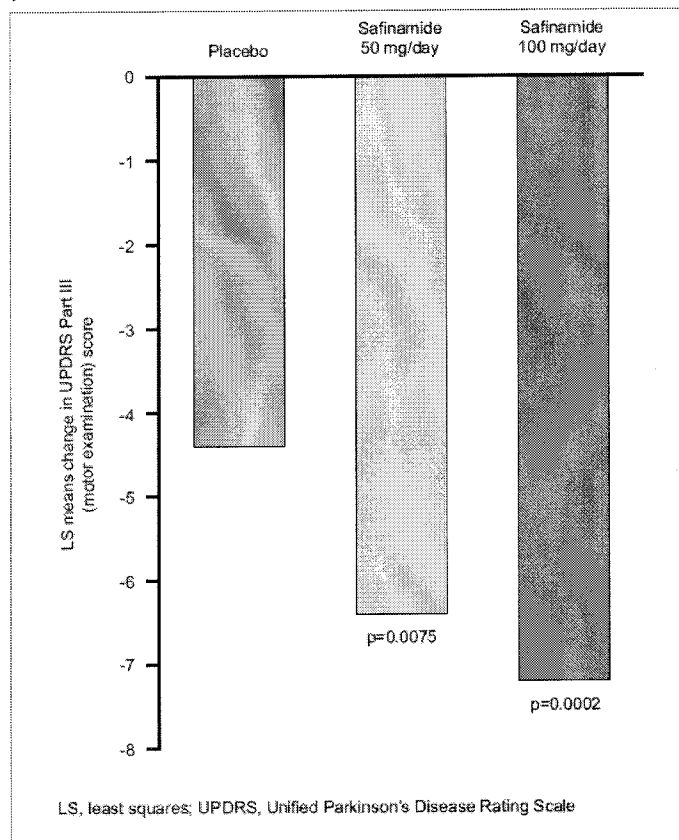 Placebo
Safinamide
50 mg/day
Safinamide
100 mg/day
0
-1
-2
-3
-4
-5
-6
-7
-8
LS means change in UPDRS Part III
(motor examination) score
p=0.0075
p=0.0002
LS, least squares; UPDRS, Unified Parkinson's Disease Rating Scale